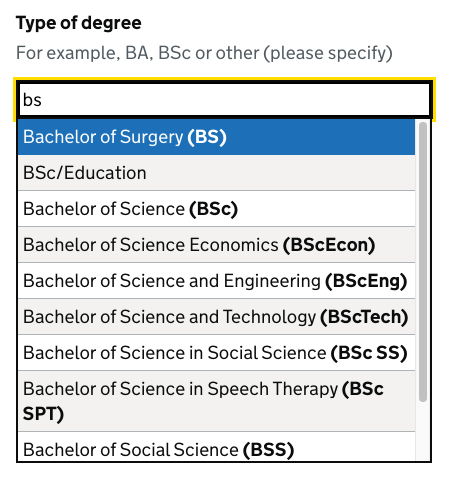 Type of degree
For example, BA, BSc or other (please specify)
bs
Bachelor of Surgery (BS)
BSc/Education
Bachelor of Science (BSc)
Bachelor of Science Economics (BScEcon)
Bachelor of Science and Engineering (BScEng)
Bachelor of Science and Technology (BScTech)
Bachelor of Science in Social Science (BSc SS)
Bachelor of Science in Speech Therapy (BSc
SPT)
Bachelor of Social Science (BSS)